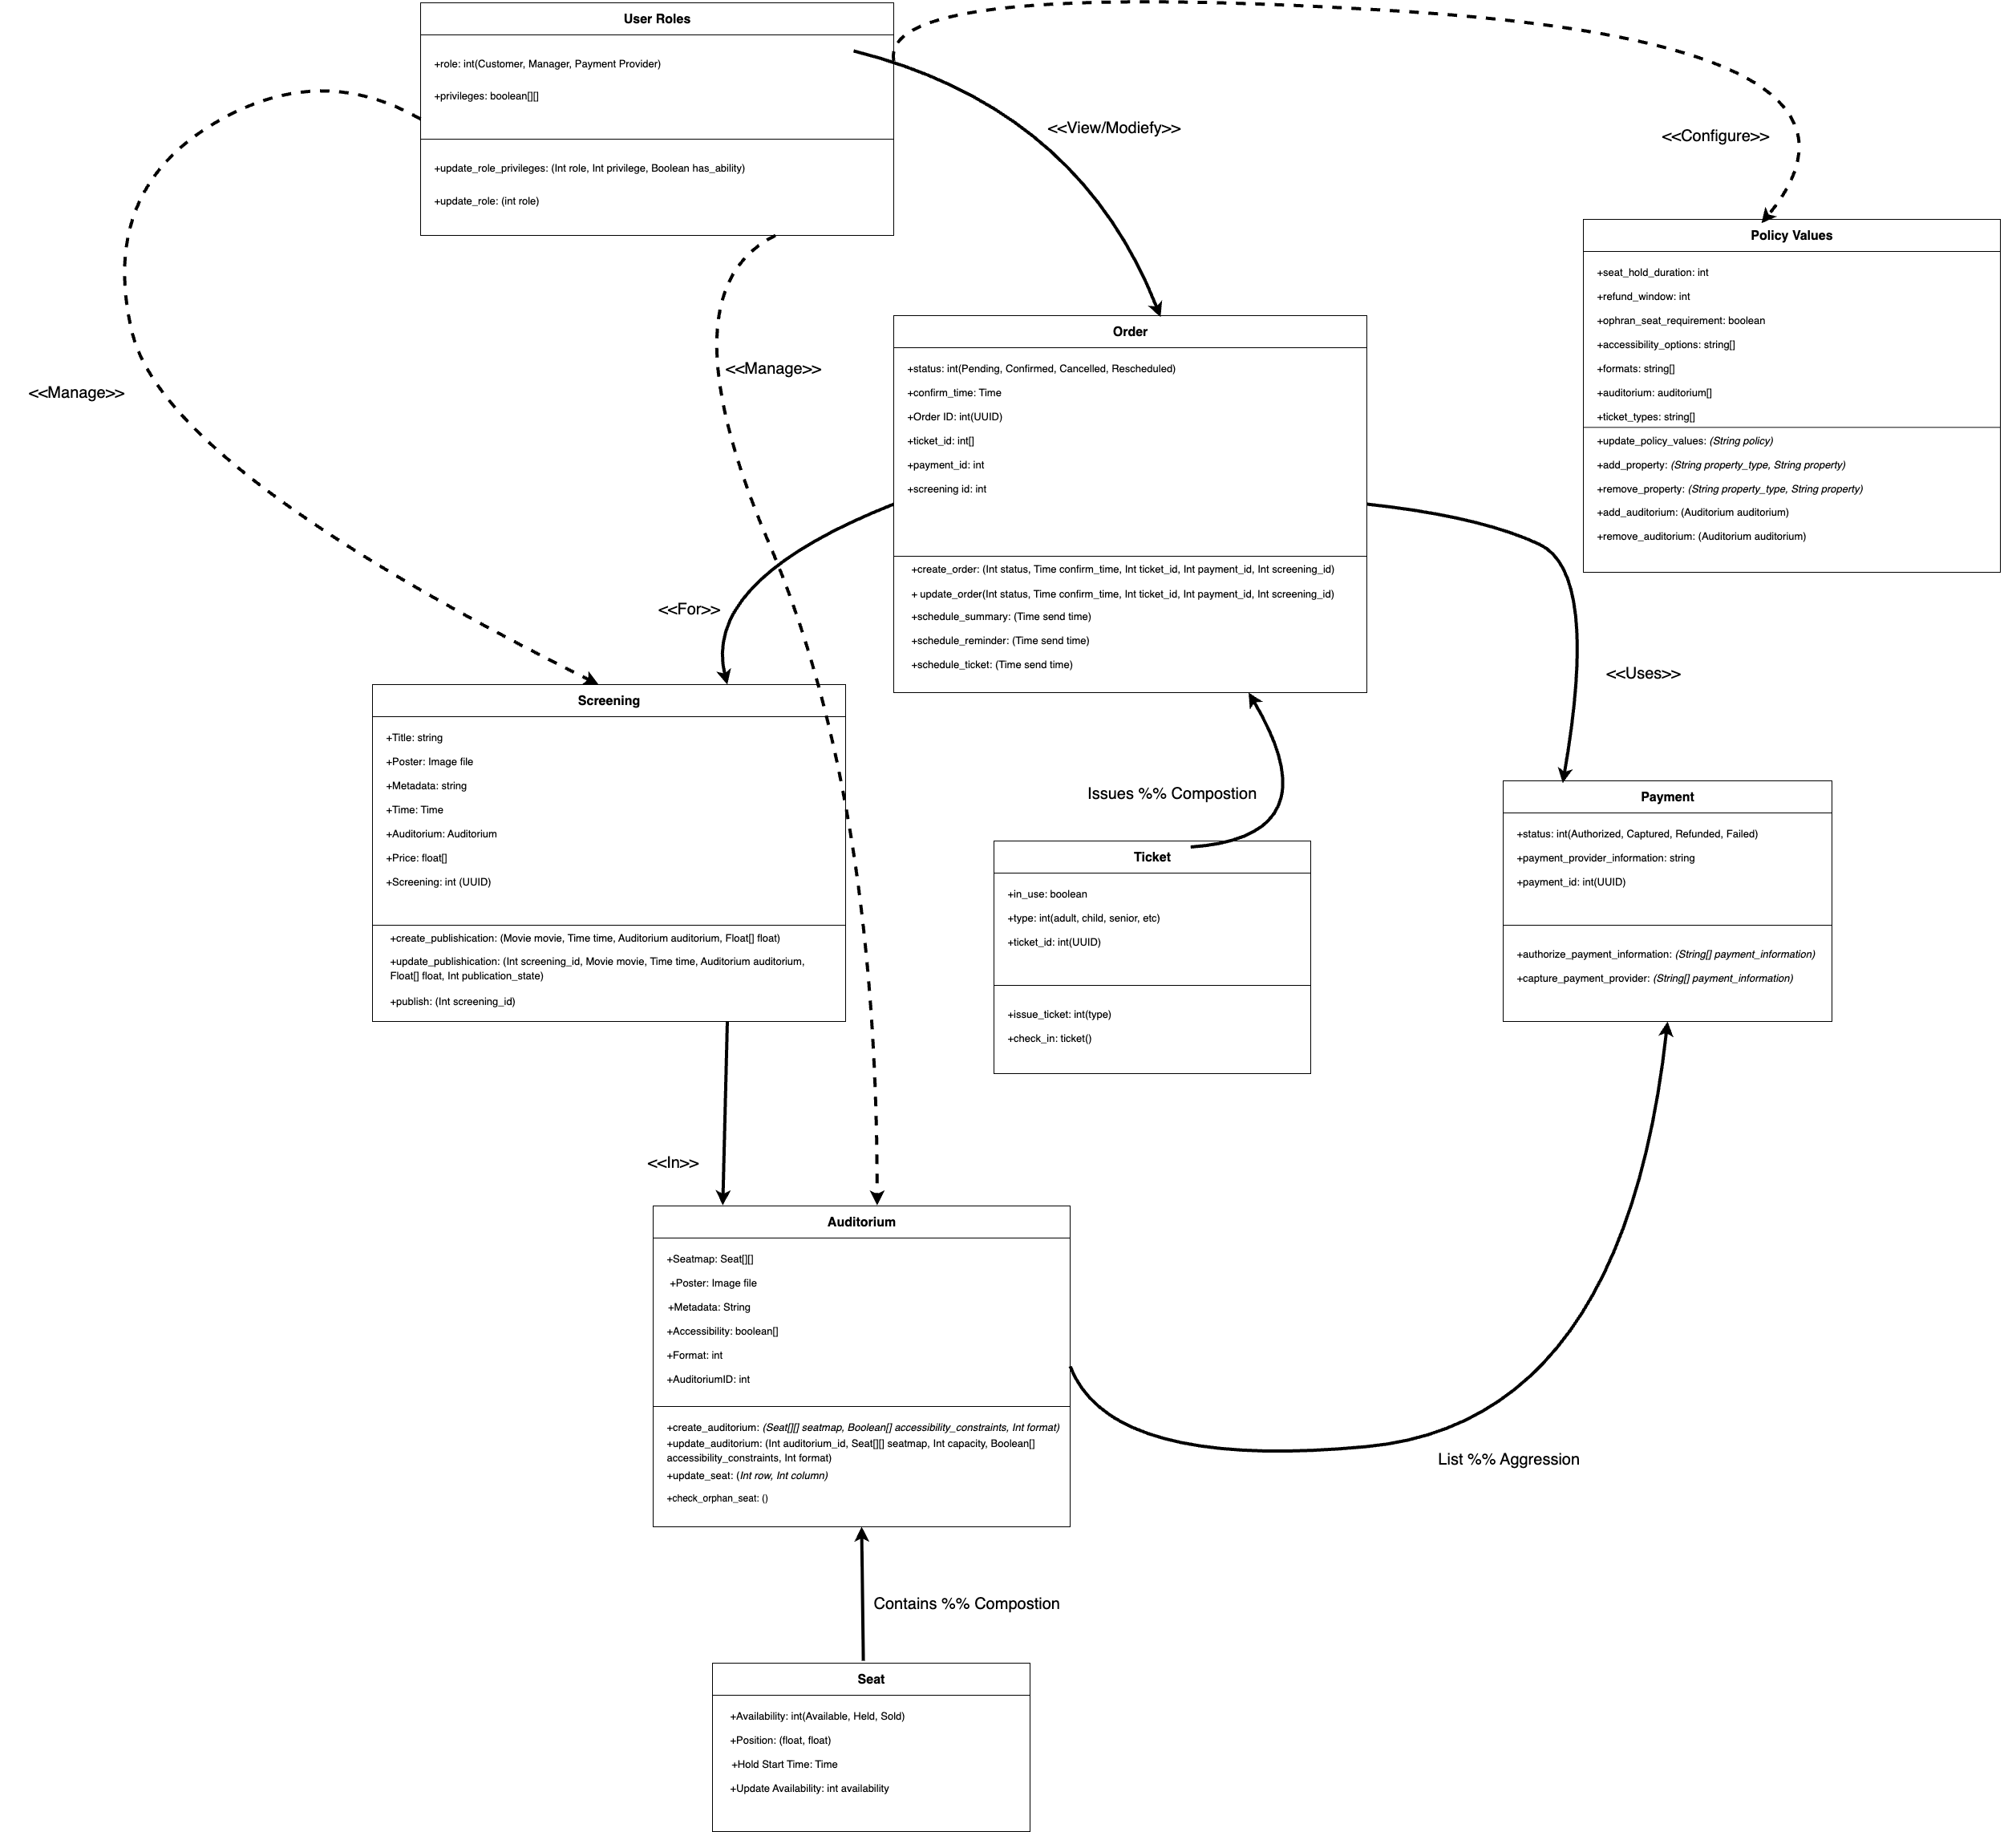 User Roles
+role: int(Customer, Manager, Payment Provider)
+privileges: boolean[][]
+update_role_privileges: (Int role, Int privilege, Boolean has_ability)
+update_role: (int role)
<<View/Modiefy>>
<<Configure>>
<<Manage>>
<<Manage>>
Policy Values
+seat_hold_duration: int
+refund_window: int
+ophran_seat_requirement: boolean
+accessibility_options: string[]
+formats: string[]
+auditorium: auditorium[]
+ticket_types: string[]
+update_policy_values: (String policy)
+add_property: (String property_type, String property)
+remove_property: (String property_type, String property)
+add_auditorium: (Auditorium auditorium)
+remove_auditorium: (Auditorium auditorium)
Order
+status: int(Pending, Confirmed, Cancelled, Rescheduled)
+confirm_time: Time
+Order ID: int(UUID)
+ticket_id: int[]
+payment_id: int
+screening id: int
+create_order: (Int status, Time confirm_time, Int ticket_id, Int payment_id, Int screening_id)
+ update_order(Int status, Time confirm_time, Int ticket_id, Int payment_id, Int screening_id)
+schedule_summary: (Time send time)
+schedule_reminder: (Time send time)
+schedule_ticket: (Time send time)
<<For>>
<<Uses>>
Screening
+Title: string
+Poster: Image file
+Metadata: string
+Time: Time
+Auditorium: Auditorium
+Price: float[]
+Screening: int (UUID)
+create_publishication: (Movie movie, Time time, Auditorium auditorium, Float[] float)
+update_publishication: (Int screening_id, Movie movie, Time time, Auditorium auditorium,
Float[] float, Int publication_state)
+publish: (Int screening_id)
Issues %% Compostion
Ticket
+in_use: boolean
+type: int(adult, child, senior, etc)
+ticket_id: int(UUID)
+issue_ticket: int(type)
+check_in: ticket()
Payment
+status: int(Authorized, Captured, Refunded, Failed)
+payment_provider_information: string
+payment_id: int(UUID)
+authorize_payment_information: (String[] payment_information)
+capture_payment_provider: (String[] payment_information)
<<In>>
Auditorium
+Seatmap: Seat[][]
+Poster: Image file
+Metadata: String
+Accessibility: boolean[]
+Format: int
+AuditoriumID: int
+create_auditorium: (Seat[][] seatmap, Boolean[] accessibility_constraints, Int format)
+update_auditorium: (Int auditorium_id, Seat[][] seatmap, Int capacity, Boolean[]
accessibility_constraints, Int format)
+update_seat: (Int row, Int column)
+check_orphan_seat: ()
List %% Aggression
Contains %% Compostion
Seat
+Availability: int(Available, Held, Sold)
+Position: (float, float)
+Hold Start Time: Time
+Update Availability: int availability